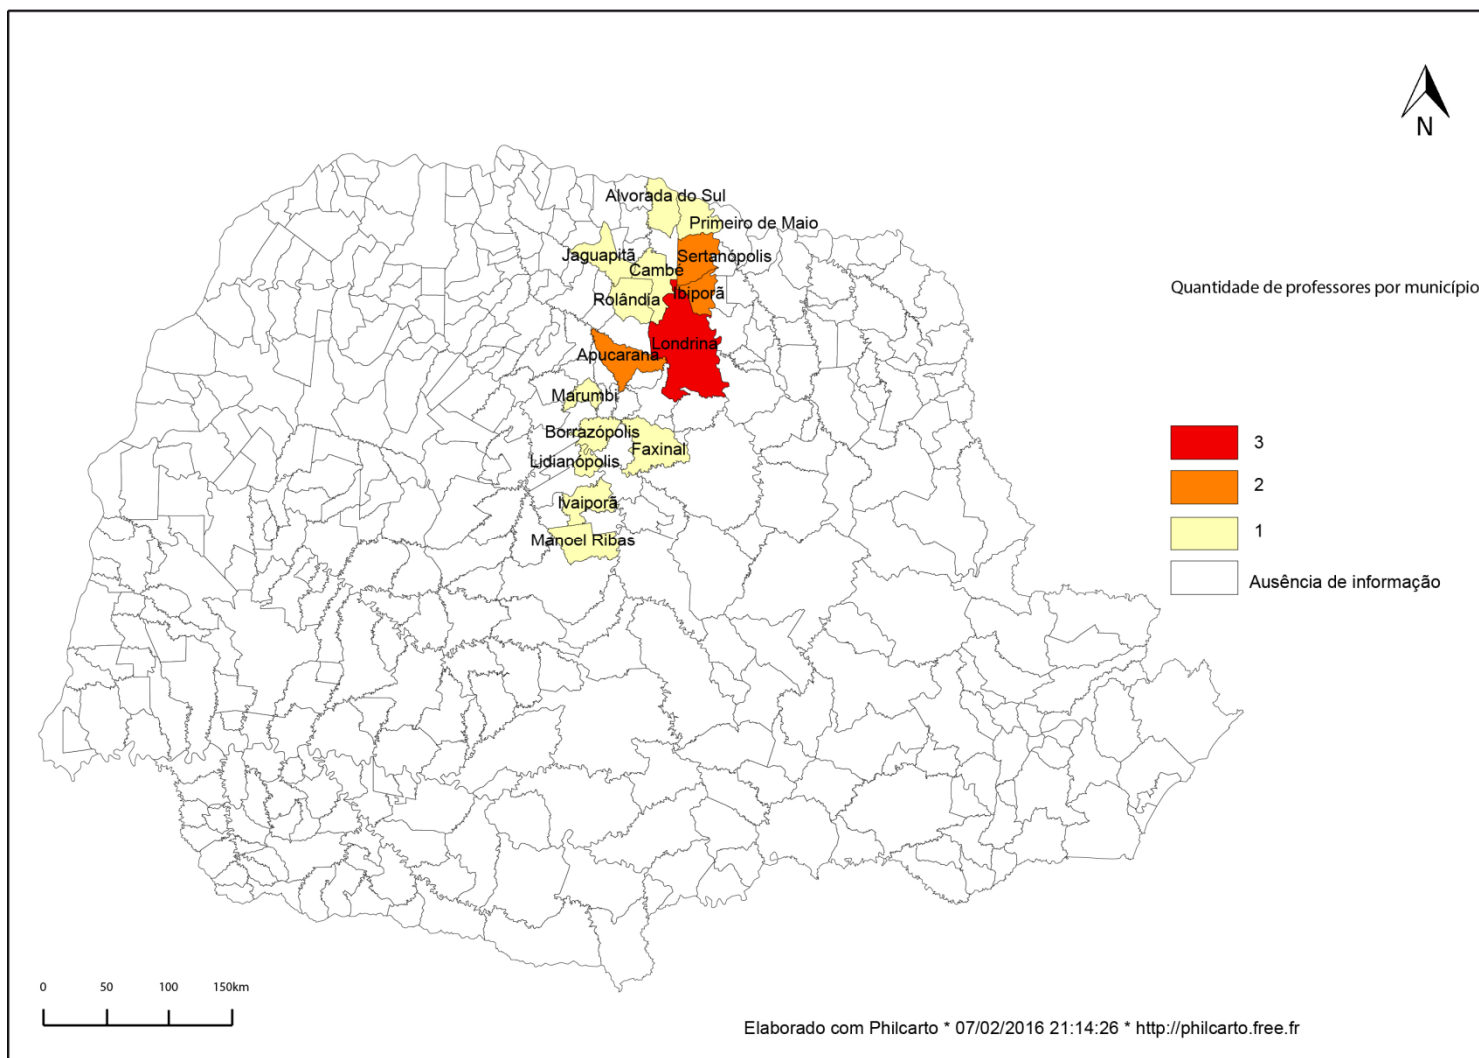 N
Alvorada do Sul
Primeiro de Maio
Jaguapitã
Sertanópolis
Cambé
Ibiporã
Rolândia
Londrina
Apucarana
Marumbi
Borrazópolis
Faxinal
Lidianópolis
Ivaiporã
Manoel Ribas
Quantidade de professores por município
3
2
1
Ausência de informação
0 50 100 150km
Elaborado com Philcarto * 07/02/2016 21:14:26 * http://philcarto.free.fr